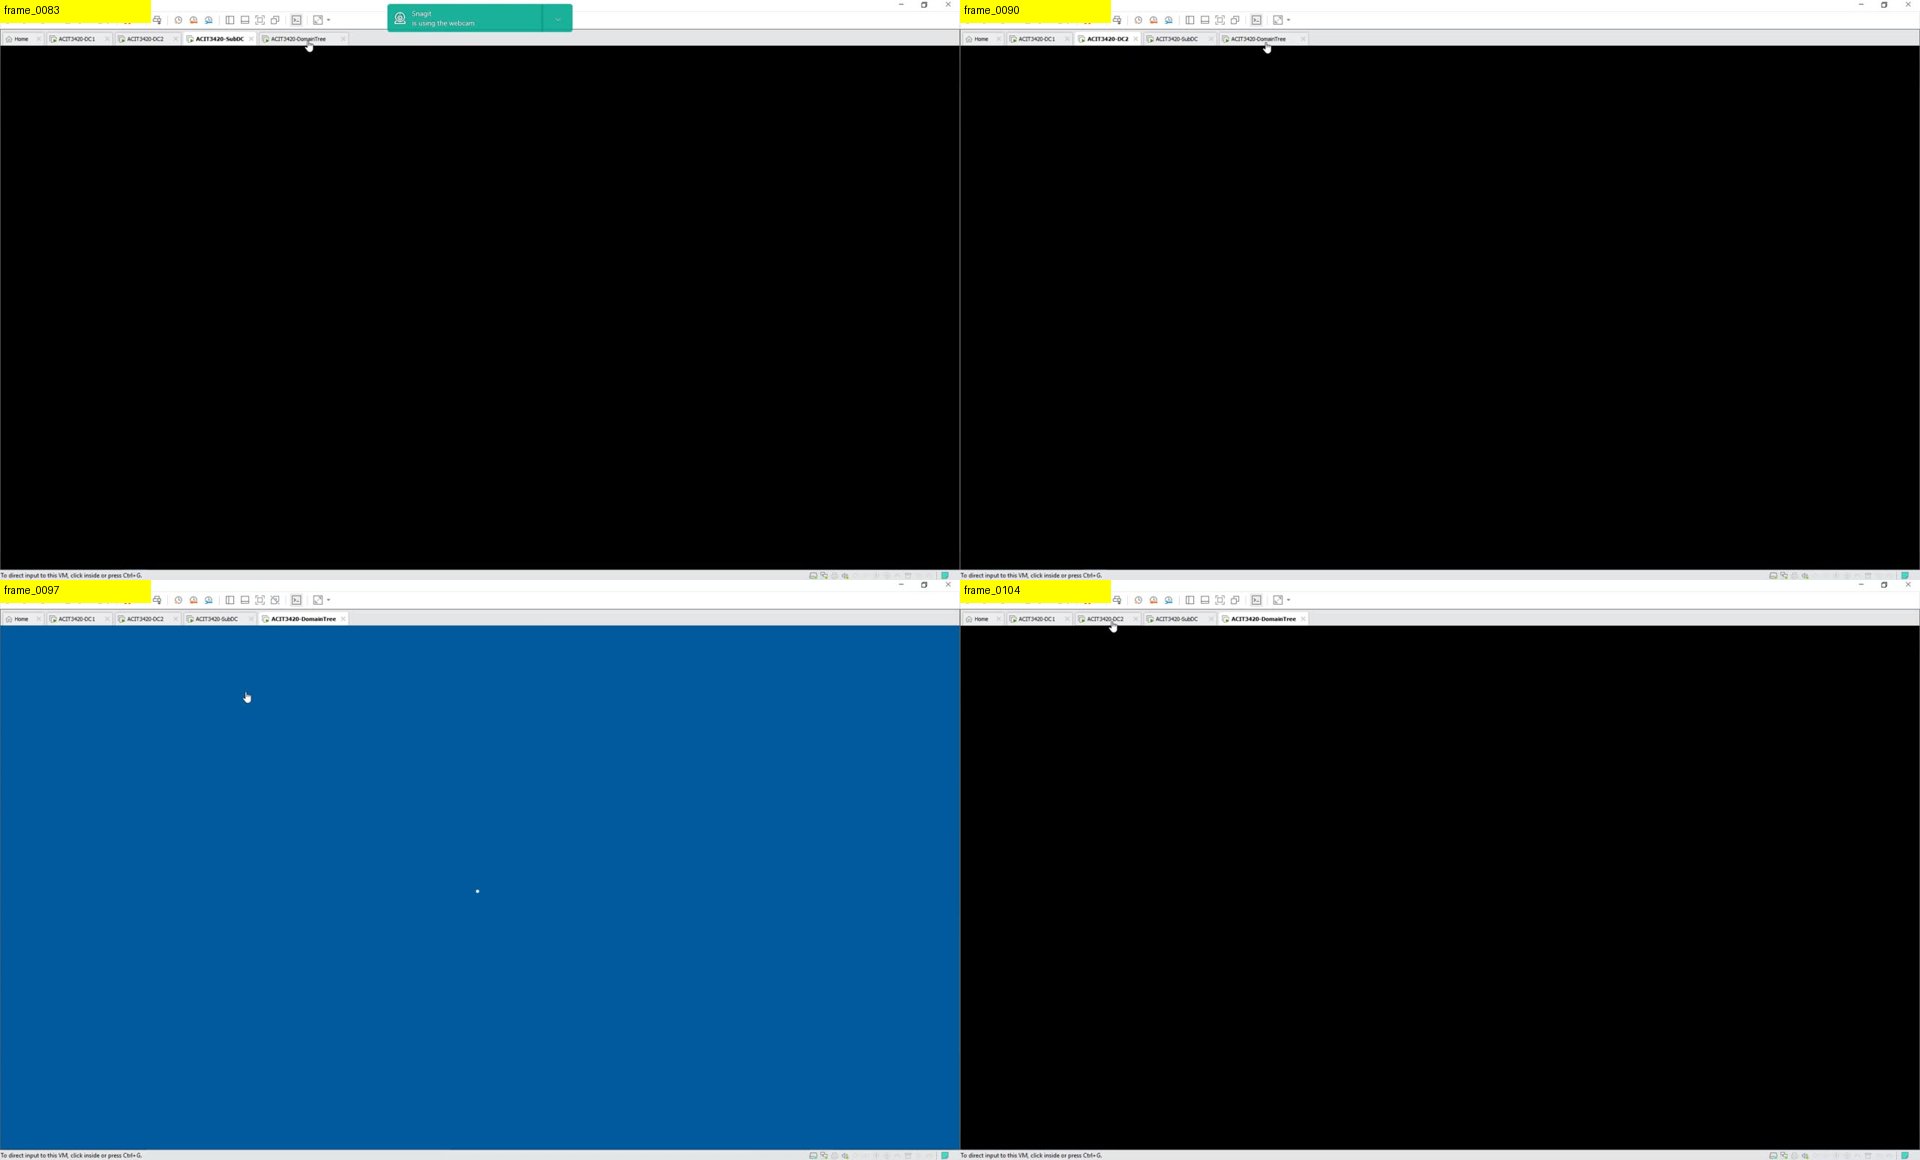 frame_0083
Snagit
is using the webcam
Home ACIT3420-DC1 ACIT3420-DC2 ACIT3420-SubDC ACIT3420-DomainTree
To direct input to this VM, click inside or press Ctrl+G.
frame_0090
Home ACIT3420-DC1 ACIT3420-DC2 ACIT3420-SubDC ACIT3420-DomainTree
To direct input to this VM, click inside or press Ctrl+G.
frame_0097
Home ACIT3420-DC1 ACIT3420-DC2 ACIT3420-SubDC ACIT3420-DomainTree
To direct input to this VM, click inside or press Ctrl+G.
frame_0104
Home ACIT3420-DC1 ACIT3420-DC2 ACIT3420-SubDC ACIT3420-DomainTree
To direct input to this VM, click inside or press Ctrl+G.